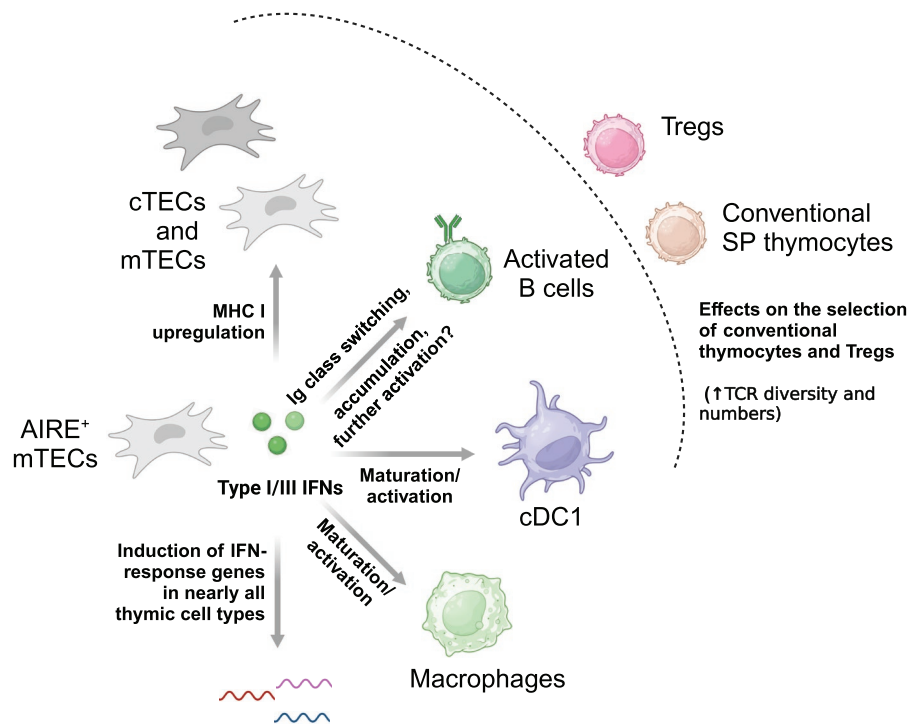 Tregs
cTECs
and
mTECs
Conventional
SP thymocytes
Activated
B cells
MHC I
upregulation
Ig class switching,
accumulation,
further activation?
Effects on the selection
of conventional
thymocytes and Tregs
(↑TCR diversity and
numbers)
AIRE⁺
mTECs
Type I/III IFNs
Maturation/
activation
cDC1
Induction of IFN-
response genes
in nearly all
thymic cell types
Maturation/
activation
Macrophages